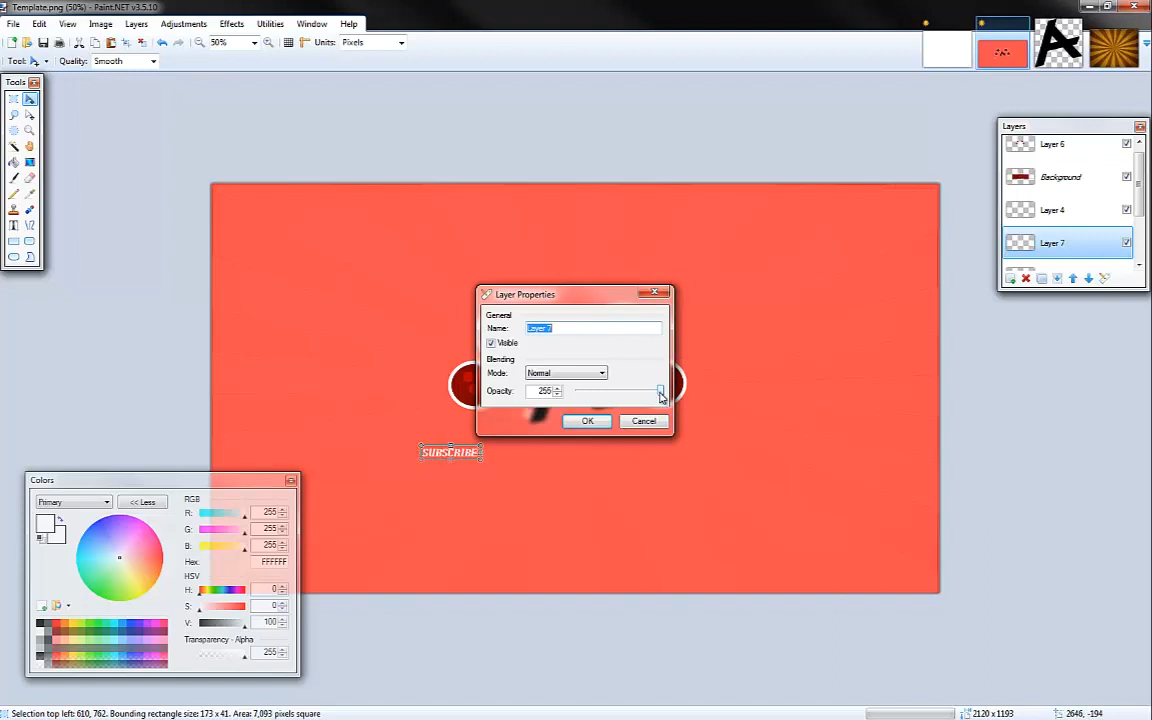 Template.png (50%) - Paint.NET v3.5.10
File Edit View Image Layers Adjustments Effects Utilities Window Help
50% Units: Pixels
Tool: Quality: Smooth
Tools
Layers
Layer 6
Background
Layer 4
Layer 7
Layer Properties
General
Name: Layer 7
Visible
Blending
Mode: Normal
Opacity: 255
OK Cancel
SUBSCRIBE
Colors
Primary << Less
RGB
R: 255
G: 255
B: 255
Hex: FFFFFF
HSV
H: 0
S: 0
V: 100
Transparency - Alpha
255
Selection top left: 610, 762. Bounding rectangle size: 173 x 41. Area: 7,093 pixels square
2120 x 1193
2646, -194